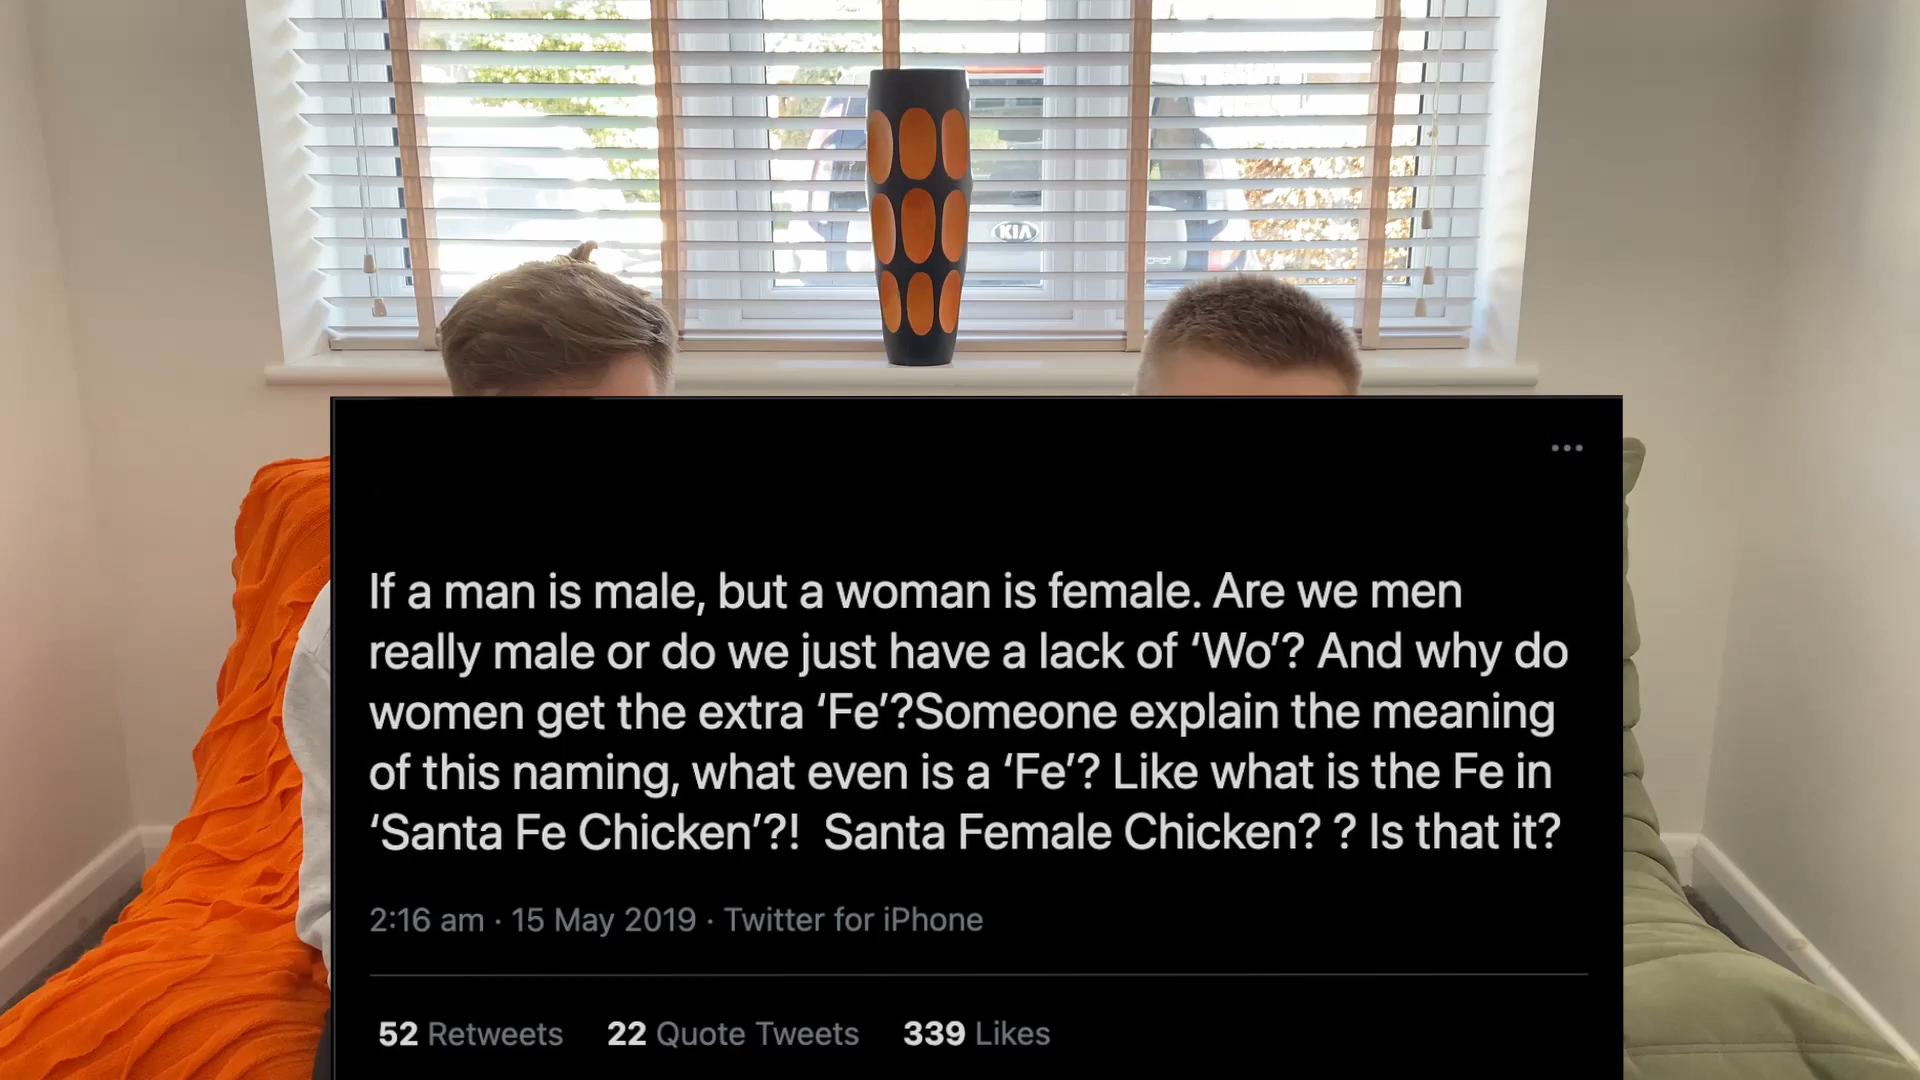 KIA
If a man is male, but a woman is female. Are we men
really male or do we just have a lack of ‘Wo’? And why do
women get the extra ‘Fe’?Someone explain the meaning
of this naming, what even is a ‘Fe’? Like what is the Fe in
‘Santa Fe Chicken’?!  Santa Female Chicken? ? Is that it?
2:16 am · 15 May 2019 · Twitter for iPhone
52 Retweets 22 Quote Tweets 339 Likes